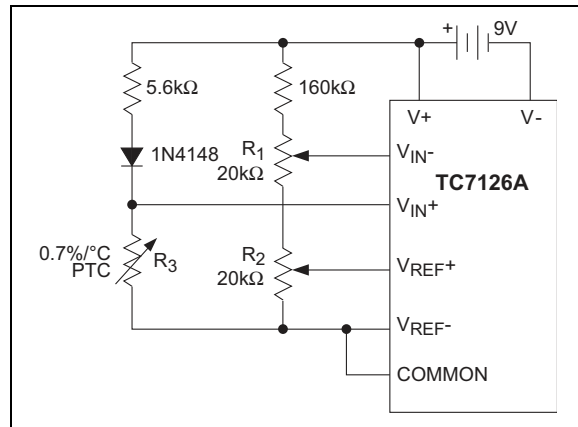 + 9V
5.6kΩ 160kΩ
V+ V-
1N4148 R1 VIN-
20kΩ TC7126A
VIN+
0.7%/°C R2
PTC R3 20kΩ VREF+
VREF-
COMMON